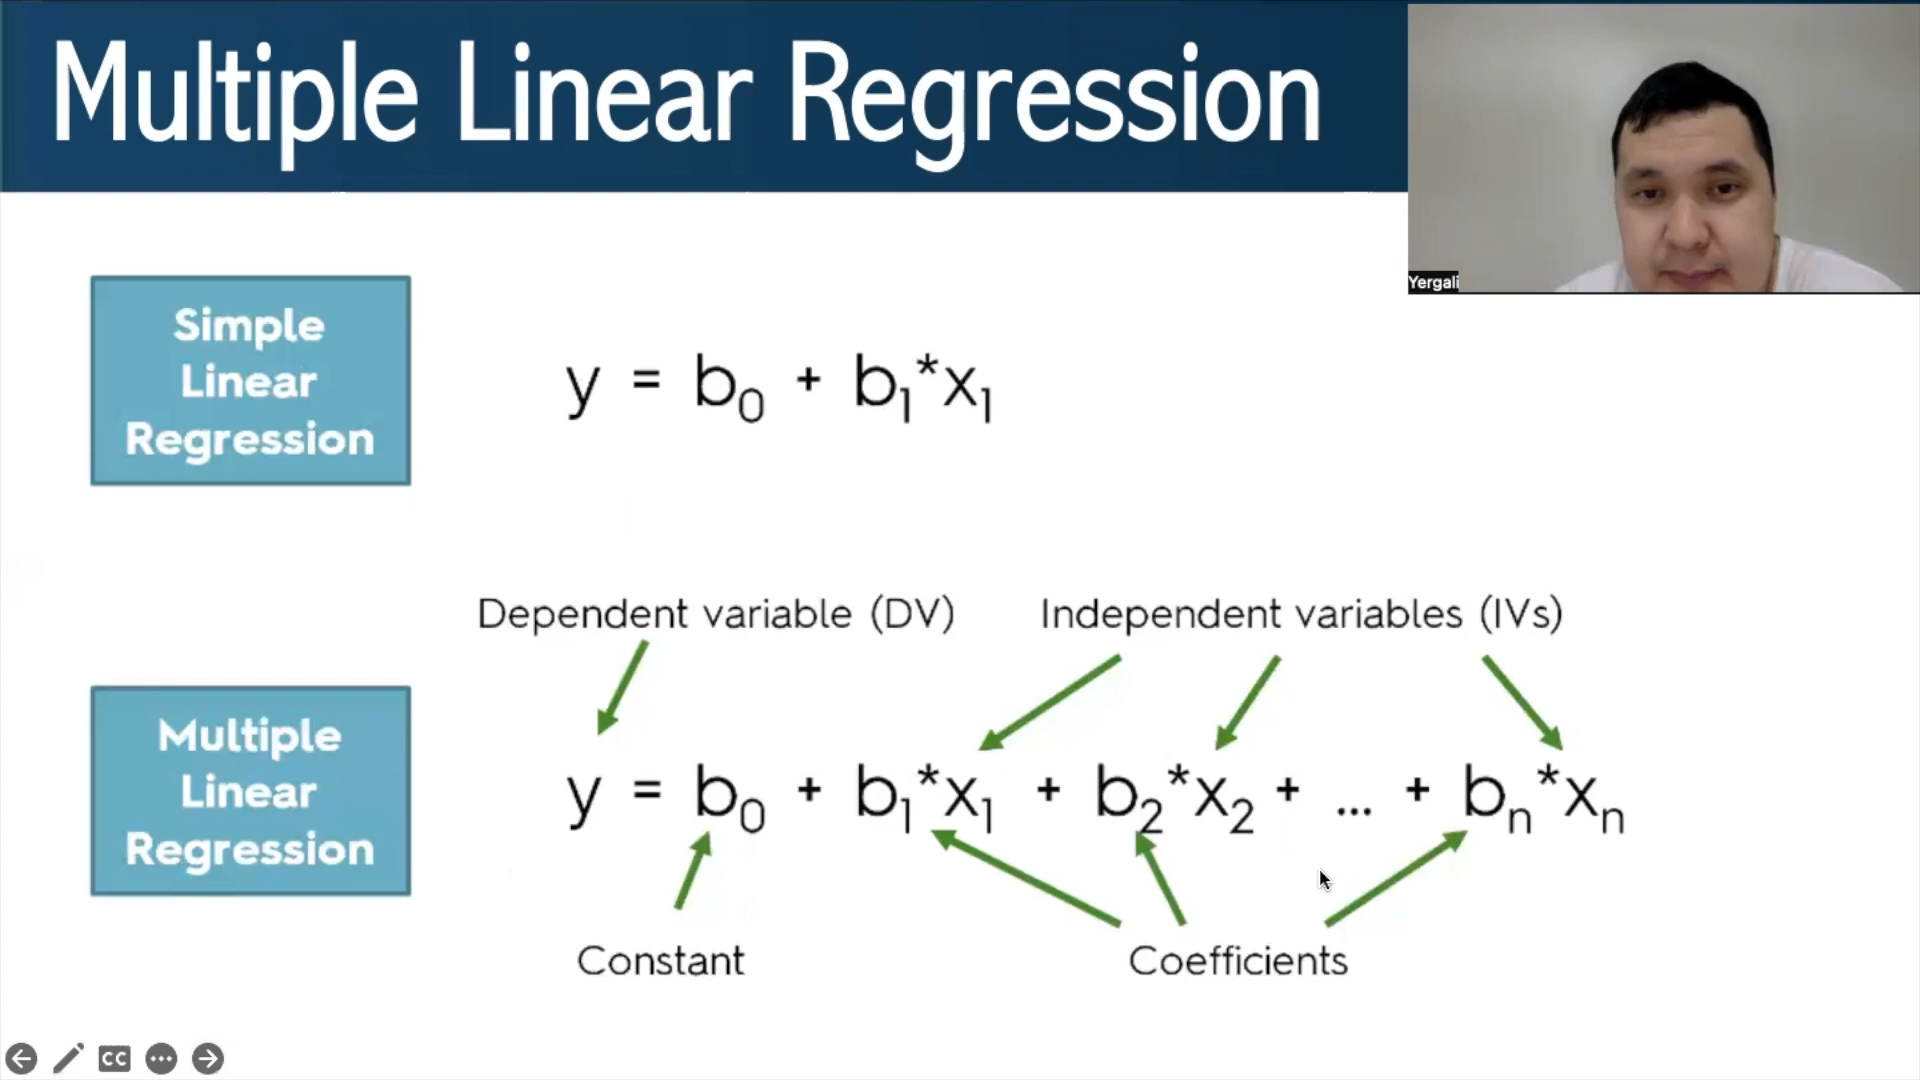 Multiple Linear Regression
Yergali
Simple
Linear
Regression
y = b₀ + b₁*x₁
Dependent variable (DV)
Independent variables (IVs)
Multiple
Linear
Regression
y = b₀ + b₁*x₁ + b₂*x₂ + ... + bₙ*xₙ
Constant
Coefficients
CC